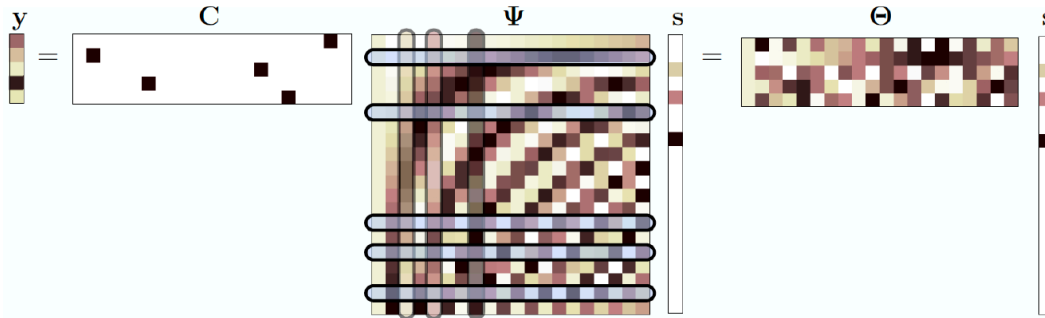 y = C Ψ s = Θ s